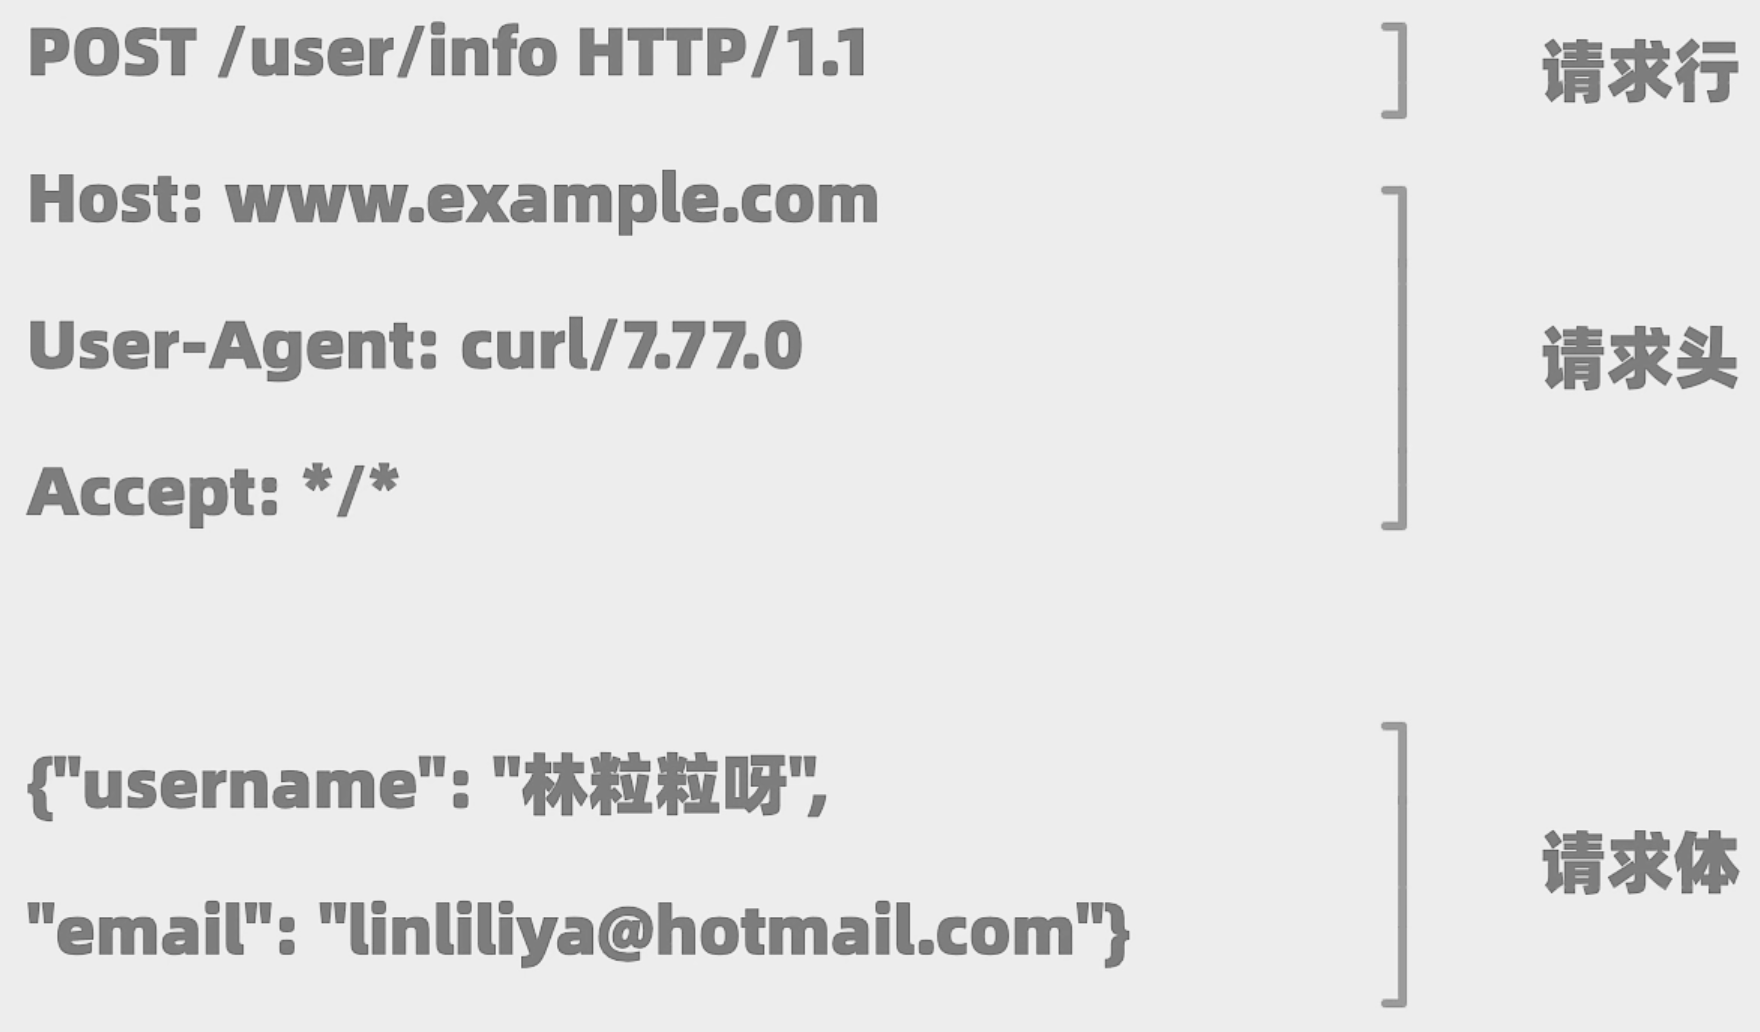 POST /user/info HTTP/1.1
请求行
Host: www.example.com
User-Agent: curl/7.77.0
请求头
Accept: */*
{"username": "林粒粒呀",
请求体
"email": "linliliya@hotmail.com"}